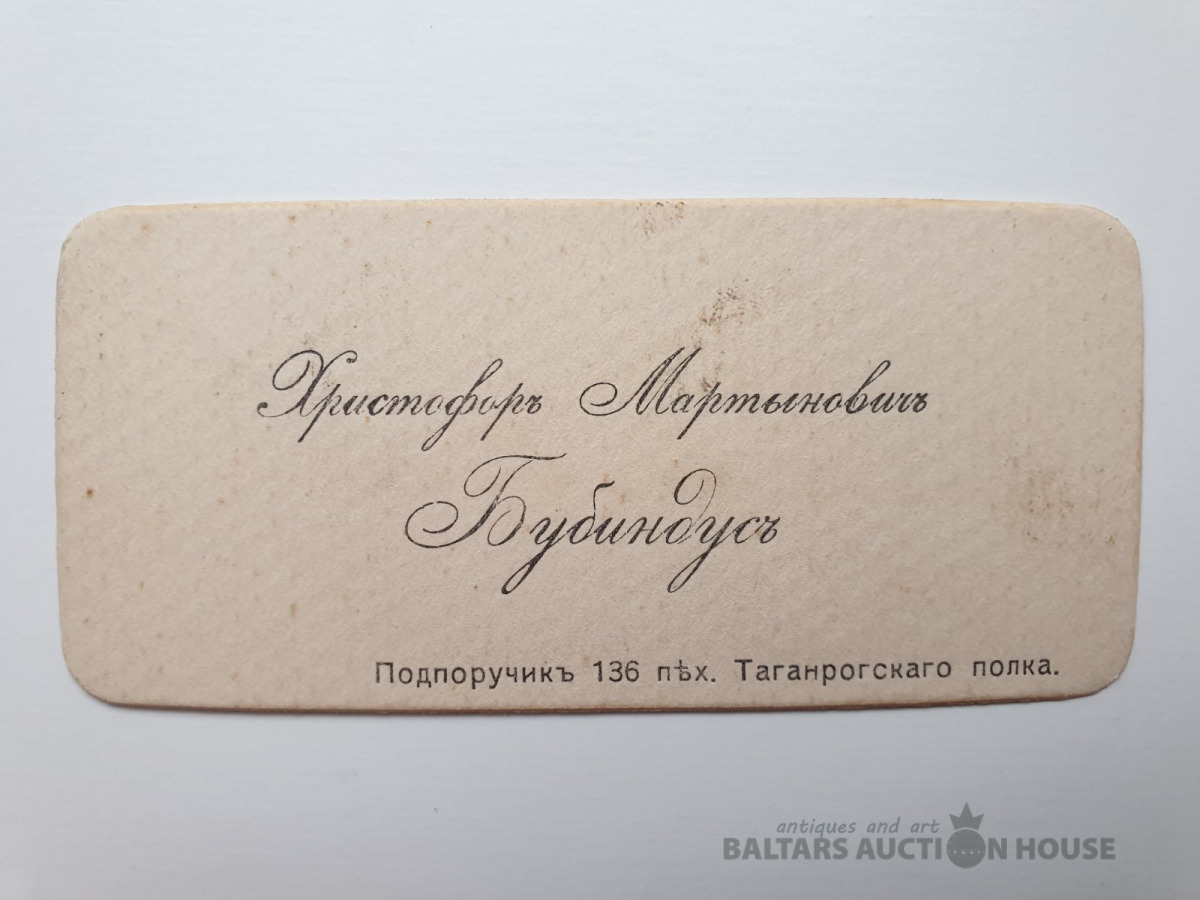 Христофоръ Мартыновичъ
Бубиндусъ
Подпоручикъ 136 пѣх. Таганрогскаго полка.
antiques and art
BALTARS AUCTION HOUSE